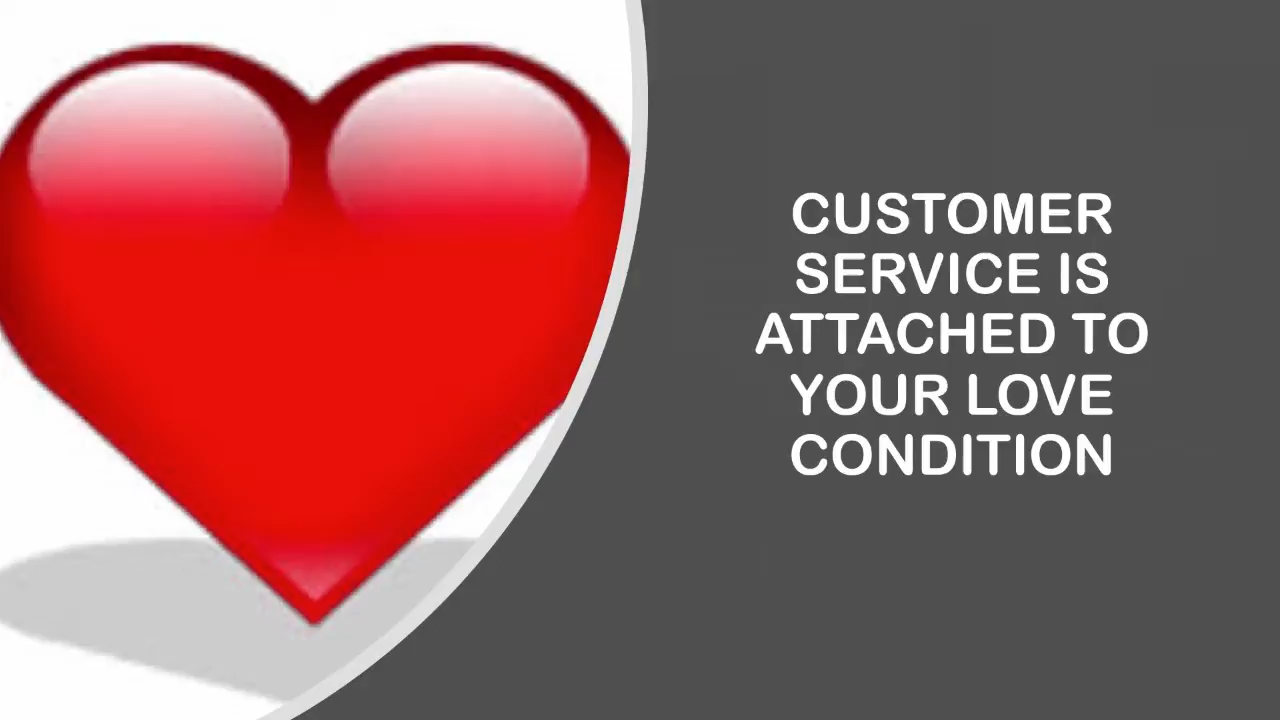 CUSTOMER
SERVICE IS
ATTACHED TO
YOUR LOVE
CONDITION